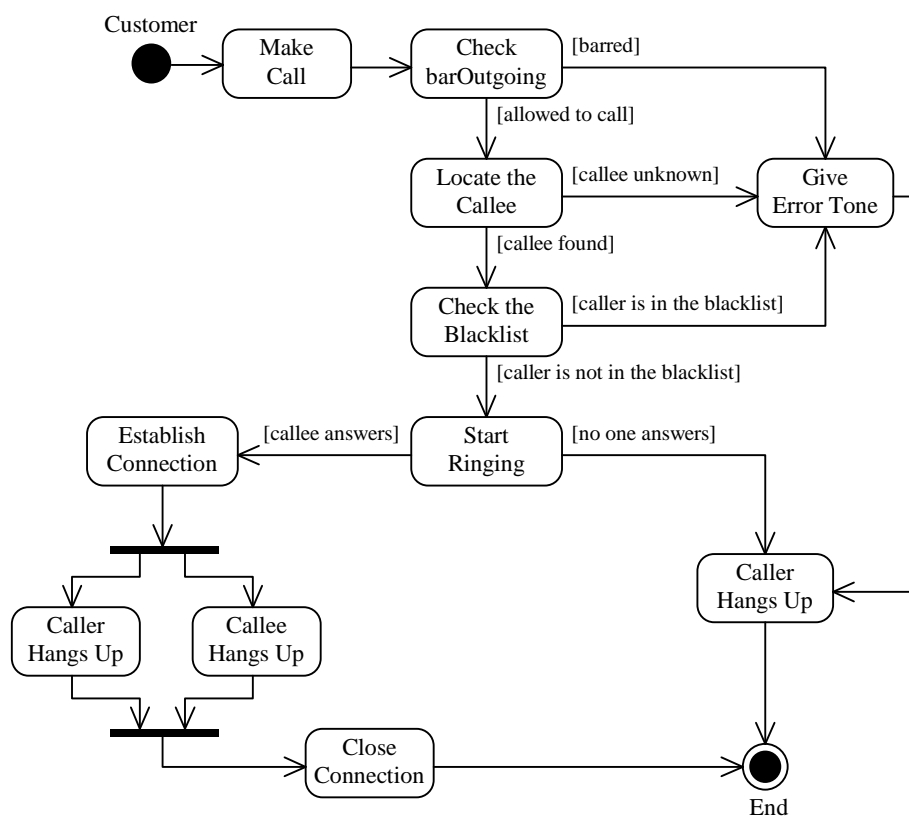 Customer
Make
Call
Check
barOutgoing
[barred]
[allowed to call]
Locate the
Callee
[callee unknown]
Give
Error Tone
[callee found]
Check the
Blacklist
[caller is in the blacklist]
[caller is not in the blacklist]
Establish
Connection
[callee answers]
Start
Ringing
[no one answers]
Caller
Hangs Up
Callee
Hangs Up
Caller
Hangs Up
Close
Connection
End